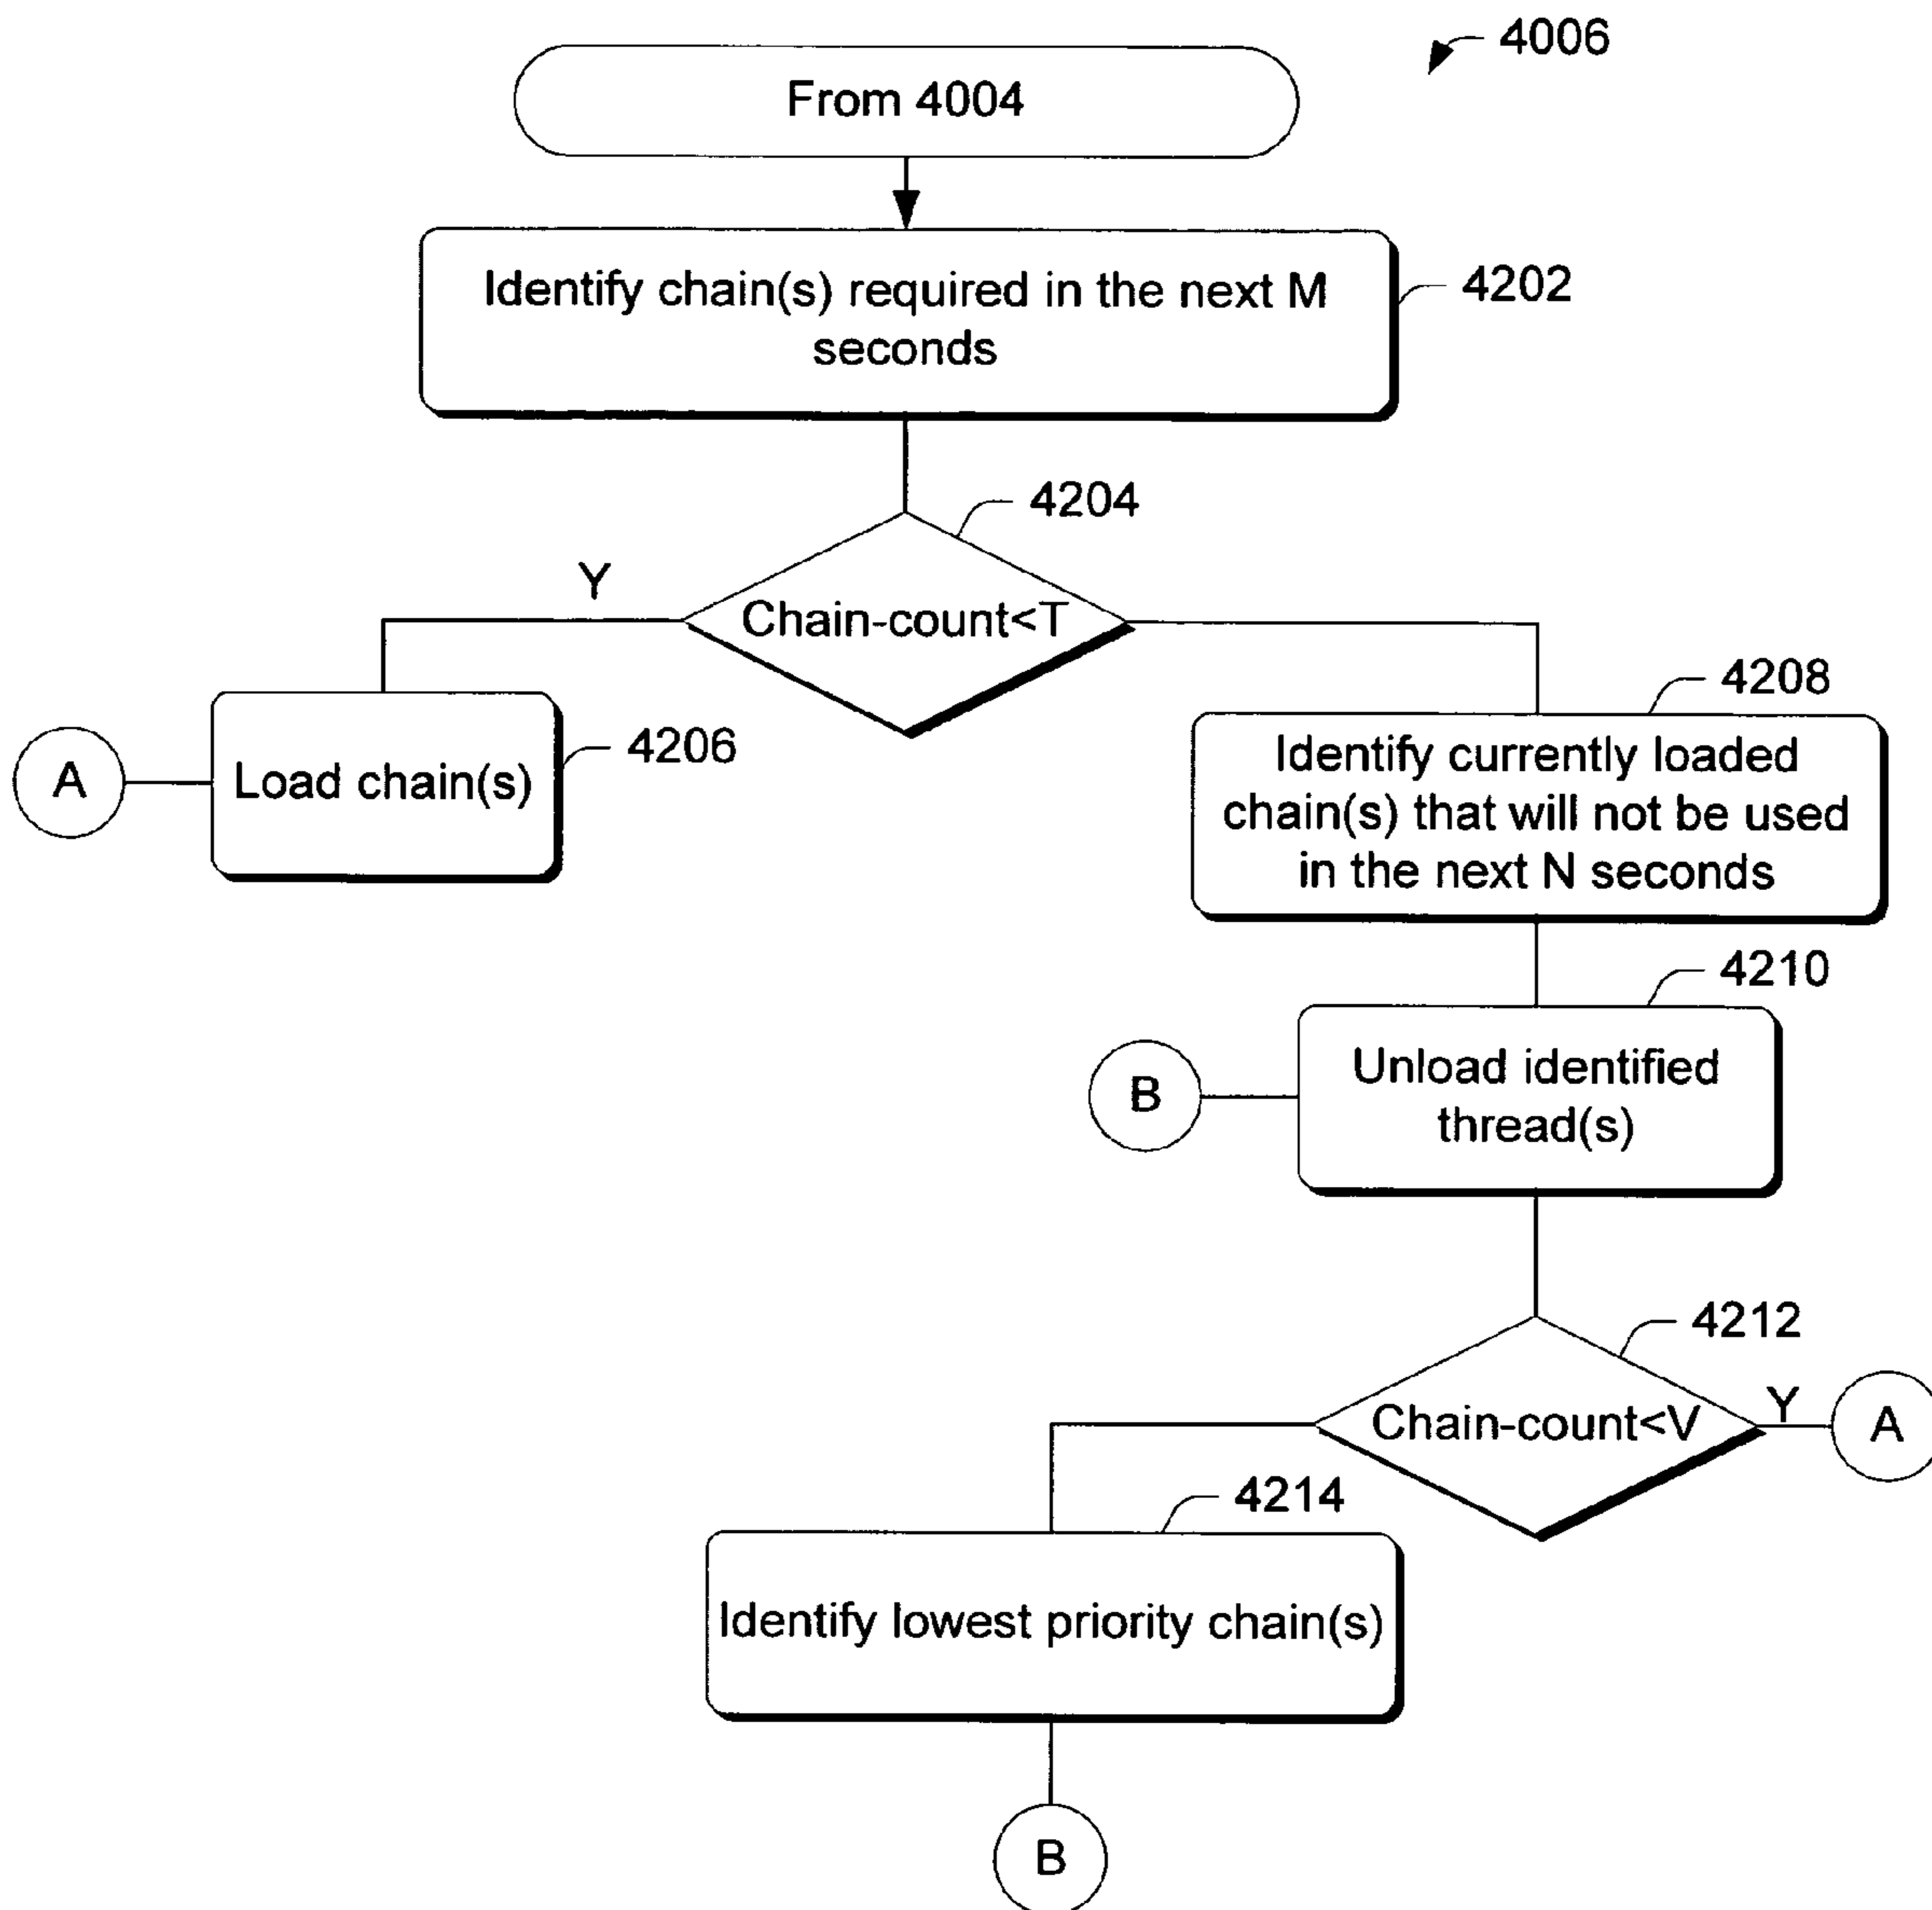 4006
From 4004
Identify chain(s) required in the next M
seconds
4202
4204
Y
Chain-count<T
4208
4206
A
Load chain(s)
Identify currently loaded
chain(s) that will not be used
in the next N seconds
4210
B
Unload identified
thread(s)
4212
Chain-count<V
Y
A
4214
Identify lowest priority chain(s)
B